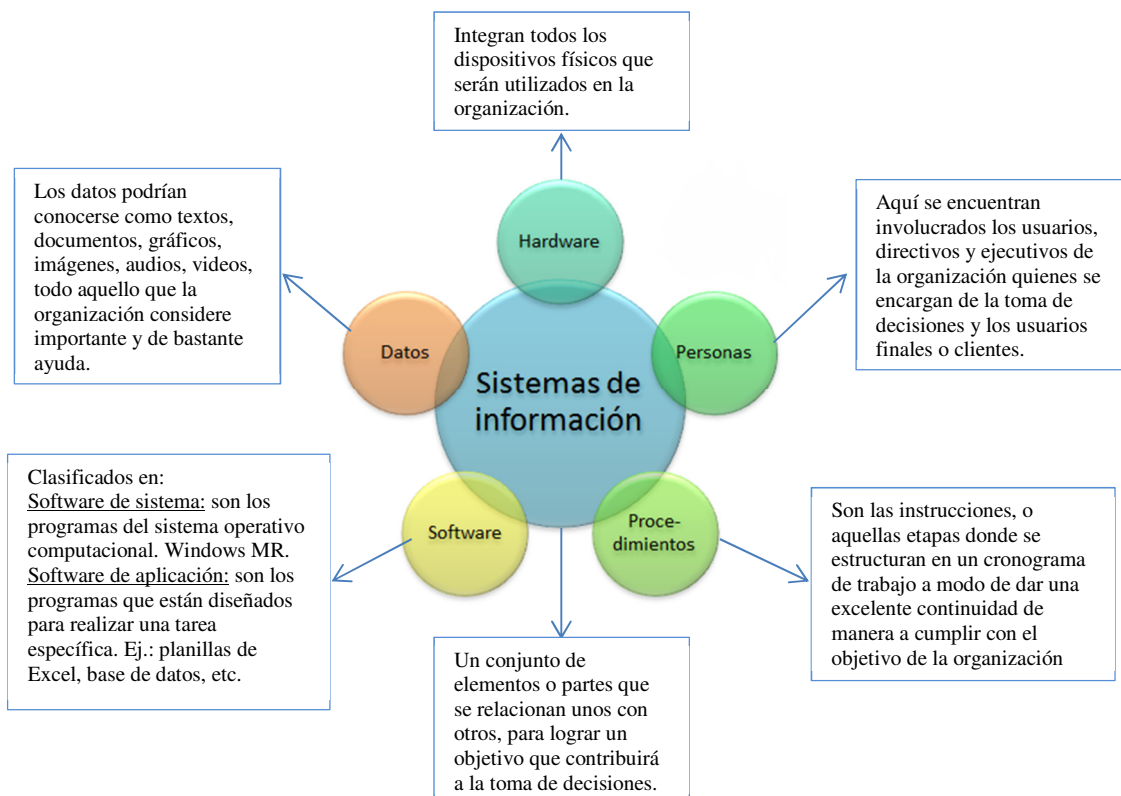 Integran todos los
dispositivos físicos que
serán utilizados en la
organización.
Los datos podrían
conocerse como textos,
documentos, gráficos,
imágenes, audios, videos,
todo aquello que la
organización considere
importante y de bastante
ayuda.
Hardware
Aquí se encuentran
involucrados los usuarios,
directivos y ejecutivos de
la organización quienes se
encargan de la toma de
decisiones y los usuarios
finales o clientes.
Datos
Personas
Sistemas de
información
Clasificados en:
Software de sistema: son los
programas del sistema operativo
computacional. Windows MR.
Software de aplicación: son los
programas que están diseñados
para realizar una tarea
específica. Ej.: planillas de
Excel, base de datos, etc.
Software
Proce-
dimientos
Son las instrucciones, o
aquellas etapas donde se
estructuran en un cronograma
de trabajo a modo de dar una
excelente continuidad de
manera a cumplir con el
objetivo de la organización
Un conjunto de
elementos o partes que
se relacionan unos con
otros, para lograr un
objetivo que contribuirá
a la toma de decisiones.